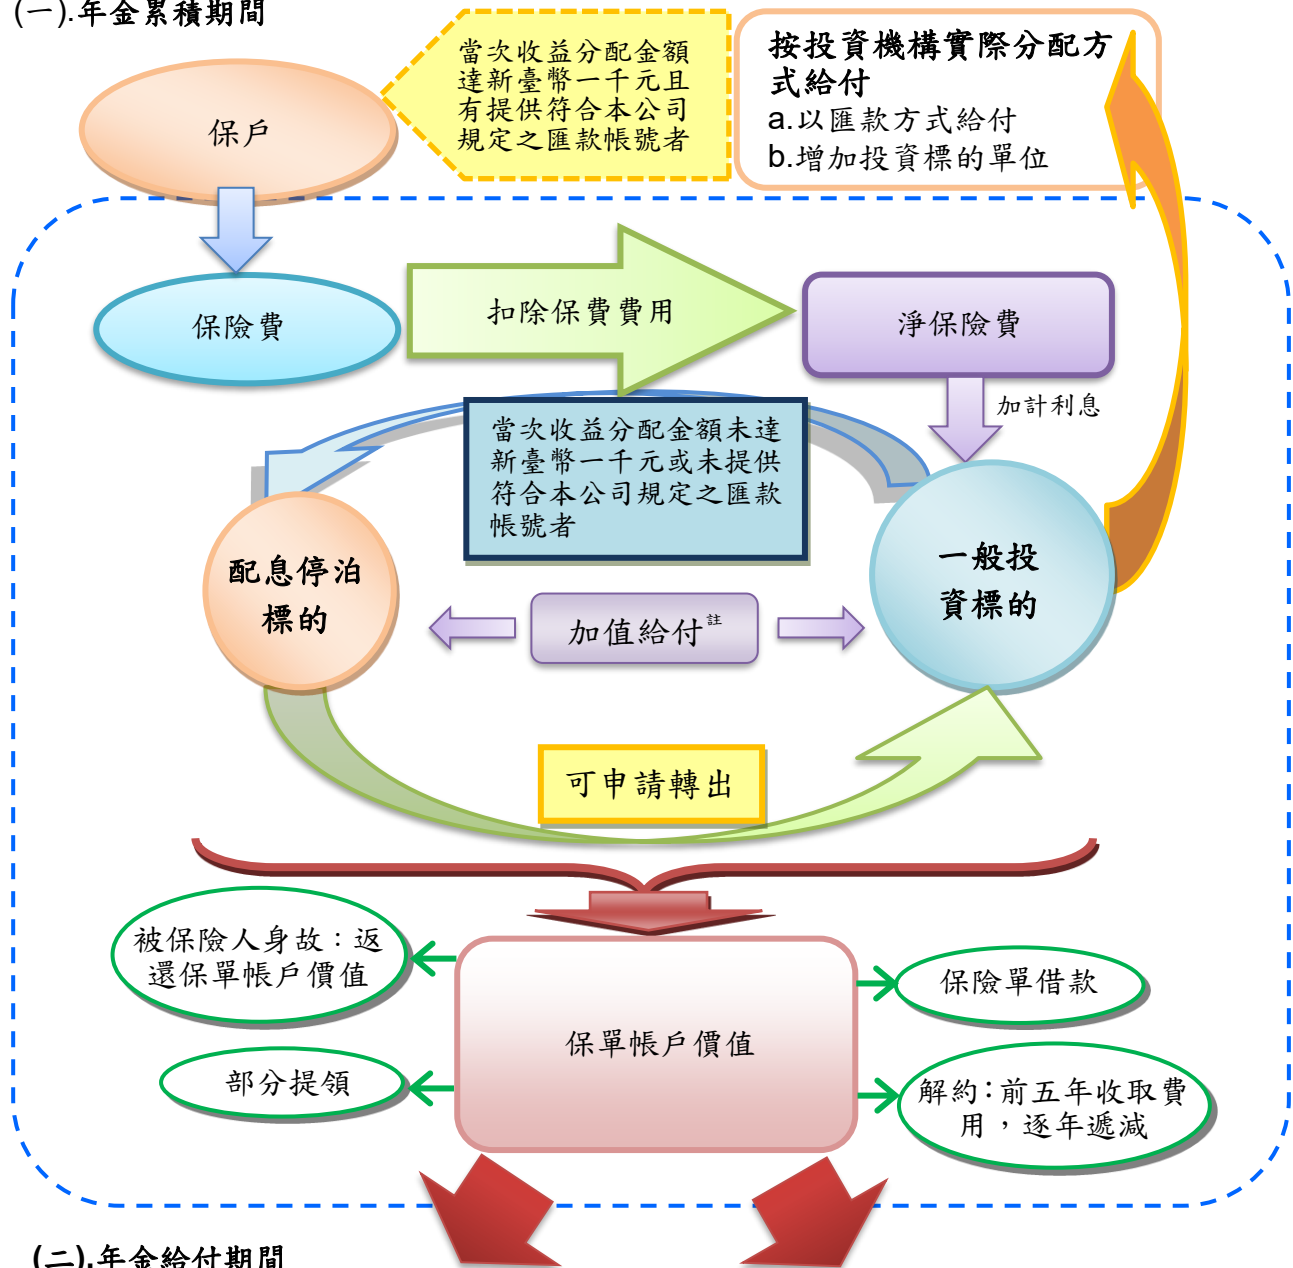 (一).年金累積期間
當次收益分配金額
達新臺幣一千元且
有提供符合本公司
規定之匯款帳號者
按投資機構實際分配方
式給付
a.以匯款方式給付
b.增加投資標的單位
保戶
保險費
扣除保費費用
淨保險費
加計利息
當次收益分配金額未達
新臺幣一千元或未提供
符合本公司規定之匯款
帳號者
配息停泊
標的
一般投
資標的
加值給付註
可申請轉出
被保險人身故：返
還保單帳戶價值
保險單借款
保單帳戶價值
部分提領
解約：前五年收取費
用，逐年遞減
(二).年金給付期間